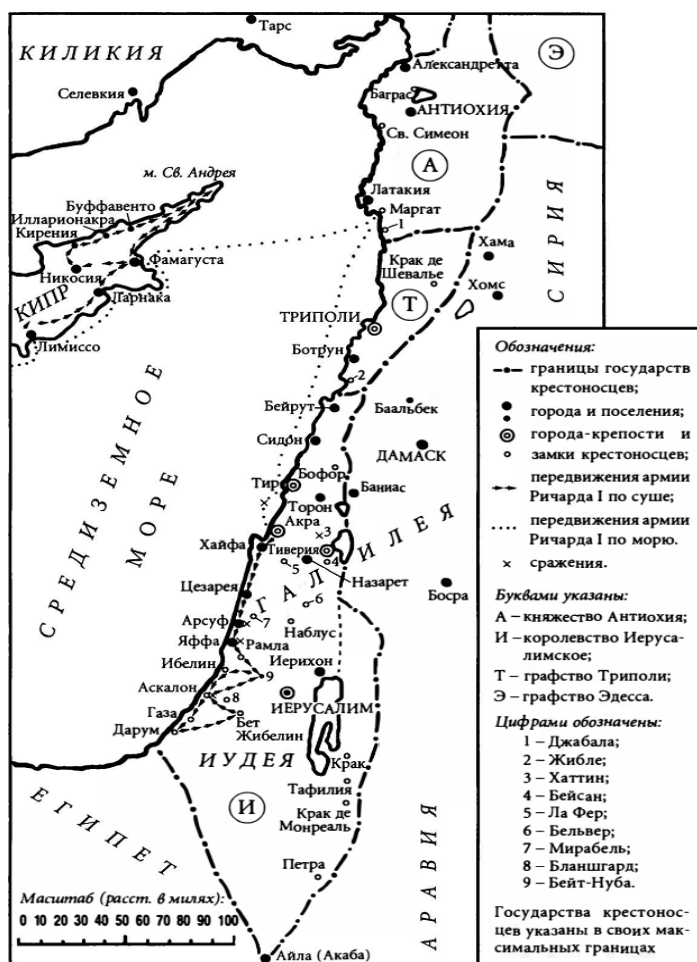 Тарс
КИЛИКИЯ
Э
Александретта
Селевкия
Баграс
АНТИОХИЯ
Св. Симеон
м. Св. Андрея
А
Буффавенто
Латакия
Илларионакра
Маргат
Кирения
1
СИРИЯ
Хама
Крак де
Шевалье
Фамагуста
Никосия
Хомс
КИПР
Ларнака
Т
ТРИПОЛИ
Лимиссо
Ботрун
2
Бейрут
Баальбек
СРЕДИЗЕМНОЕ
МОРЕ
Сидон
ДАМАСК
Бофор
Тир
Баниас
Торон
Акра
3
Хайфа
Тиверия
4
5
ГАЛИЛЕЯ
Назарет
Цезарея
6
Босра
7
Арсуф
Наблус
Яффа
Рамла
Ибелин
Иерихон
9
Аскалон
8
ИЕРУСАЛИМ
Газа
Бет
Жибелин
Дарум
ИУДЕЯ
Крак
Тафилия
И
Крак де
Монреаль
ЕГИПЕТ
Петра
АРАВИЯ
Масштаб (расст. в милях):
0 10 20 30 40 50 60 80 100
Айла (Акаба)
Обозначения:
границы государств
крестоносцев;
города и поселения;
города-крепости и
замки крестоносцев;
передвижения армии
Ричарда I по суше;
передвижения армии
Ричарда I по морю.
сражения.
Буквами указаны:
А – княжество Антиохия;
И – королевство Иеруса-
лимское;
Т – графство Триполи;
Э – графство Эдесса.
Цифрами обозначены:
1 – Джабала;
2 – Жибле;
3 – Хаттин;
4 – Бейсан;
5 – Ла Фер;
6 – Бельвер;
7 – Мирабель;
8 – Бланшгард;
9 – Бейт-Нуба.
Государства крестонос-
цев указаны в своих мак-
симальных границах